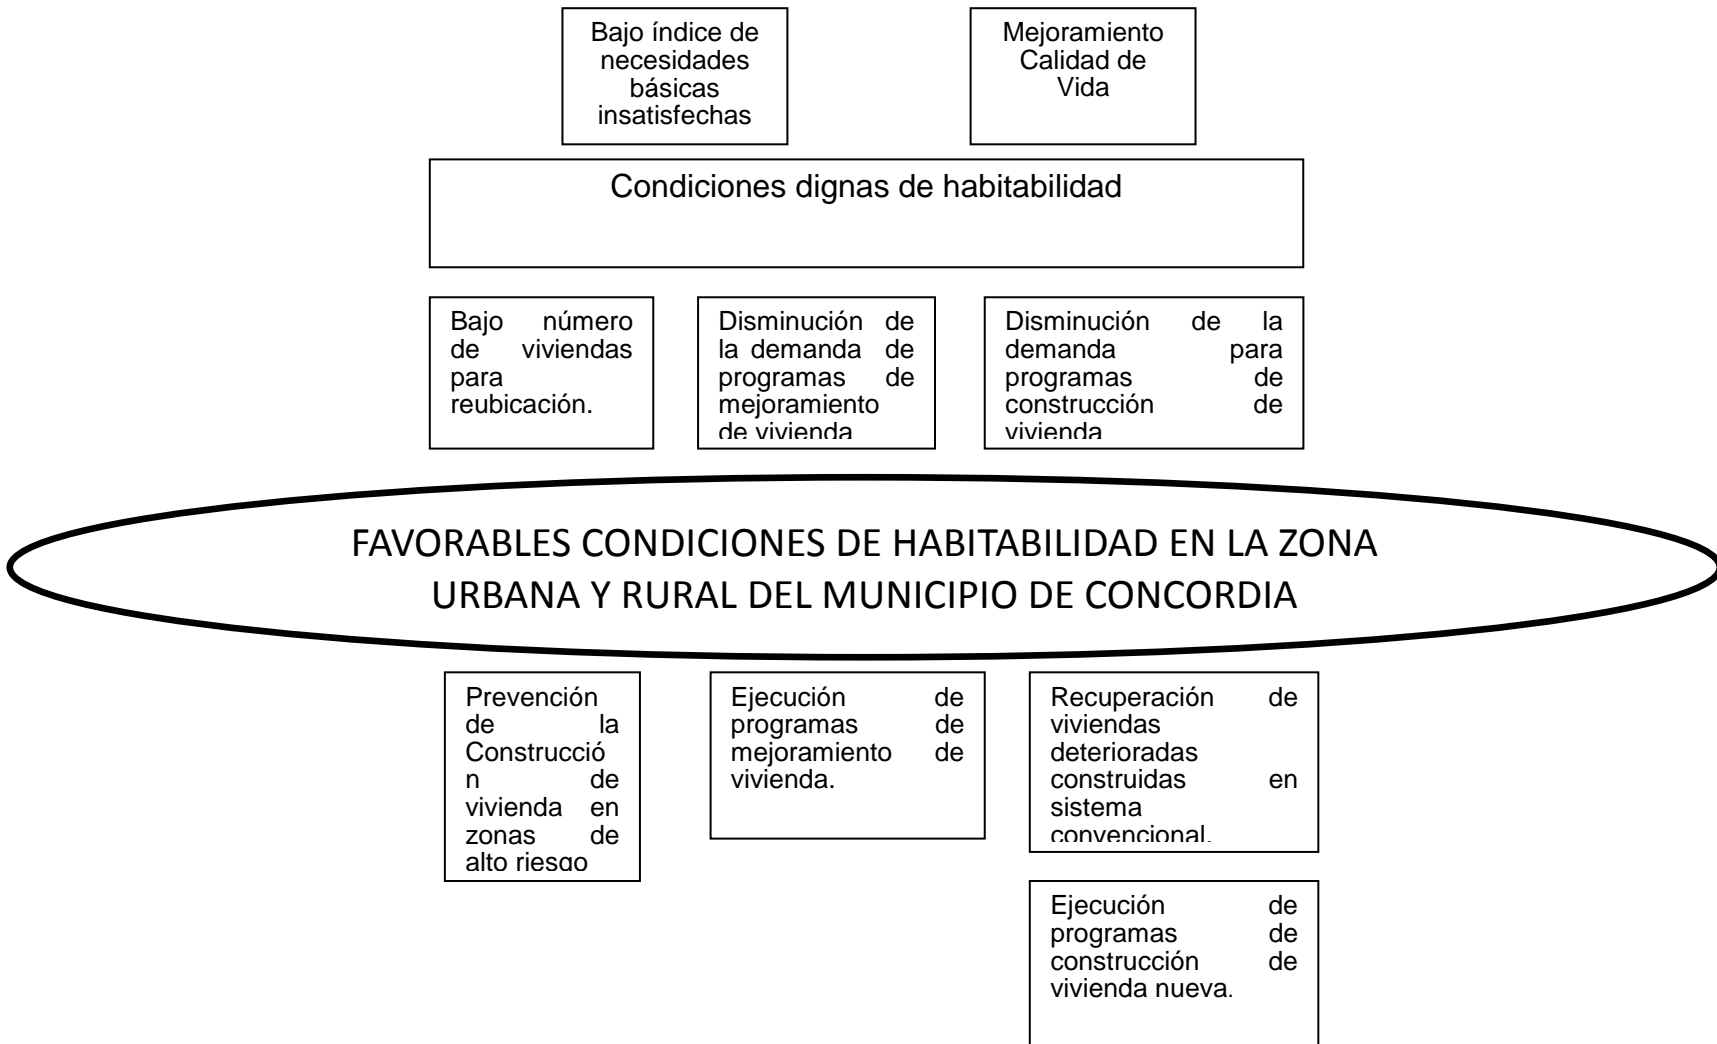 Bajo índice de
necesidades
básicas
insatisfechas
Mejoramiento
Calidad de
Vida
Condiciones dignas de habitabilidad
Bajo número
de viviendas
para
reubicación.
Disminución de
la demanda de
programas de
mejoramiento
de vivienda
Disminución de la
demanda para
programas de
construcción de
vivienda
FAVORABLES CONDICIONES DE HABITABILIDAD EN LA ZONA
URBANA Y RURAL DEL MUNICIPIO DE CONCORDIA
Prevención
de la
Construcció
n de
vivienda en
zonas de
alto riesgo
Ejecución de
programas de
mejoramiento de
vivienda.
Recuperación de
viviendas
deterioradas
construidas en
sistema
convencional.
Ejecución de
programas de
construcción de
vivienda nueva.